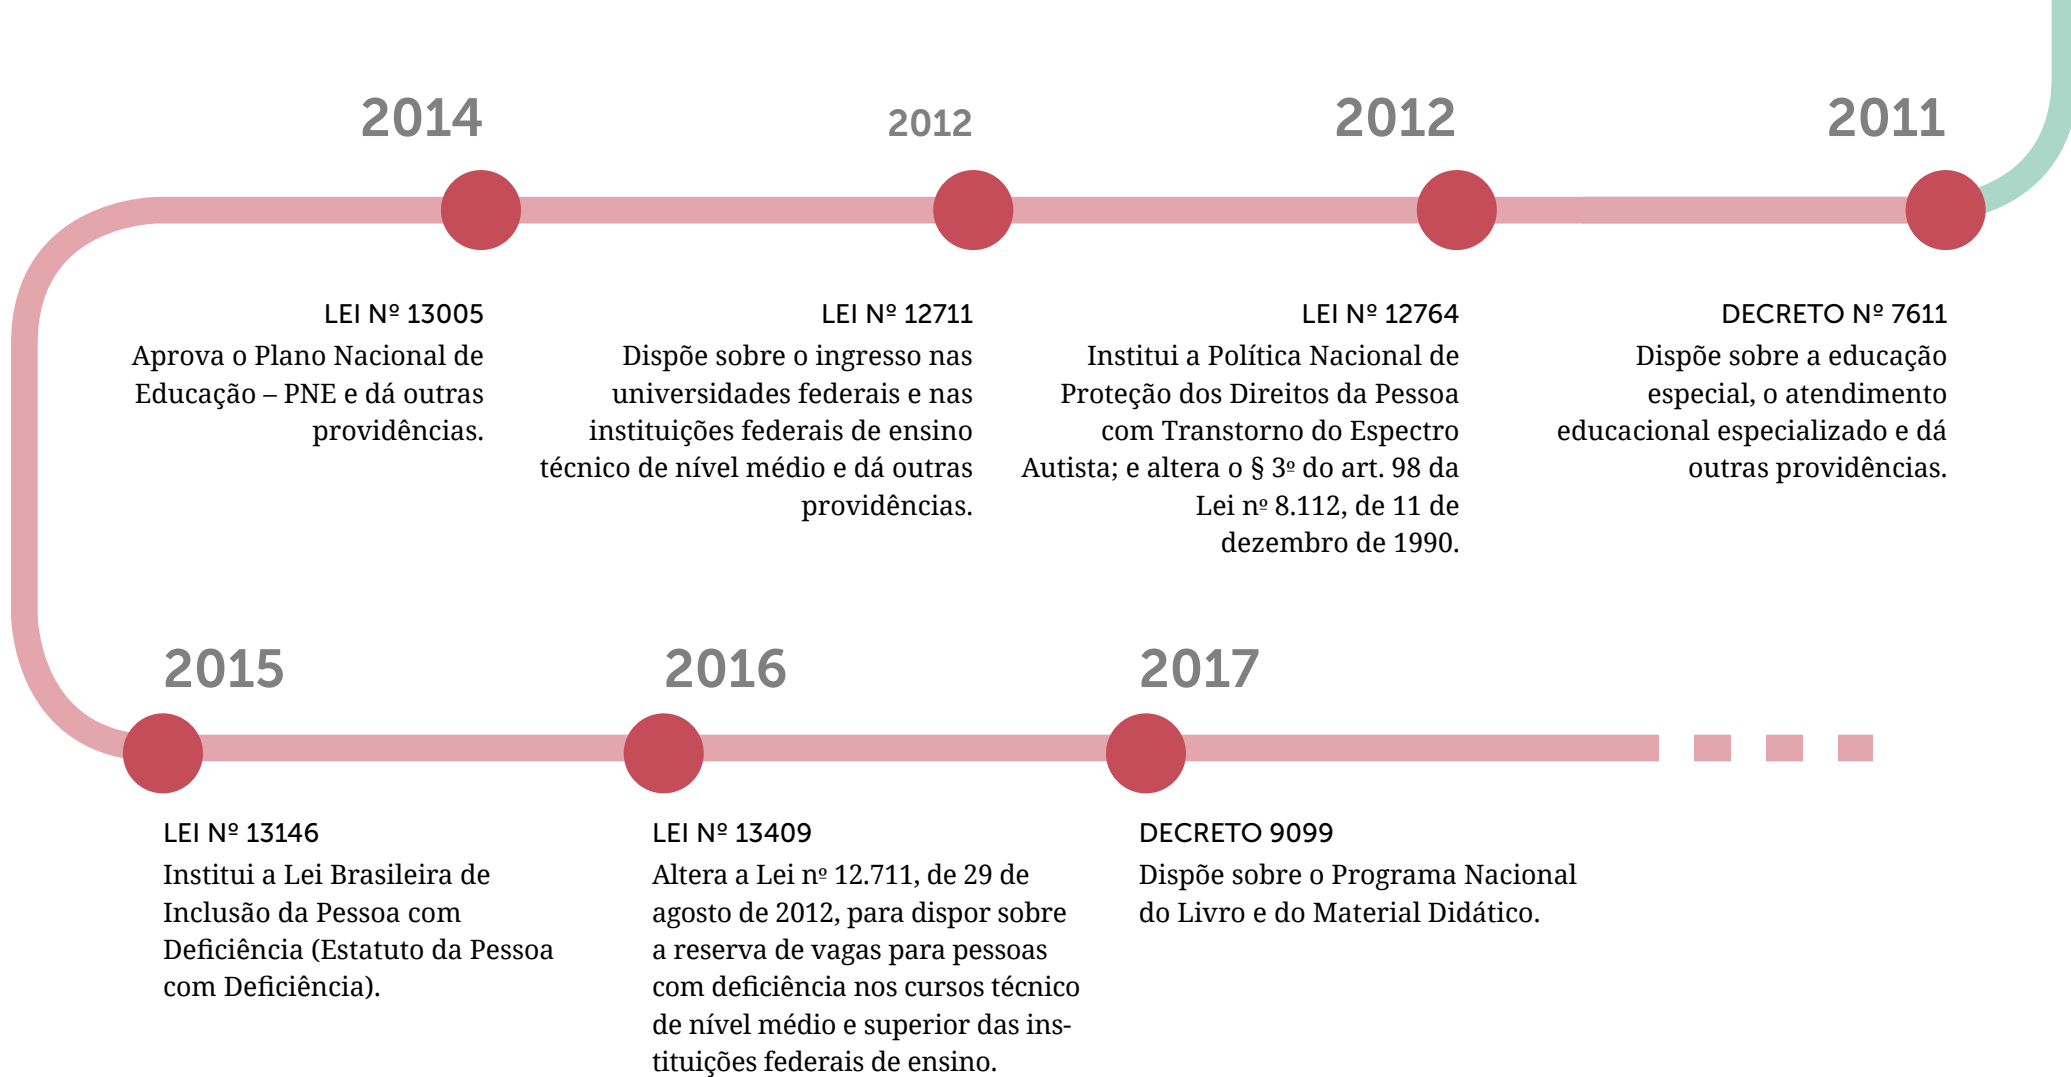 2014
LEI Nº 13005
Aprova o Plano Nacional de
Educação – PNE e dá outras
providências.
2012
LEI Nº 12711
Dispõe sobre o ingresso nas
universidades federais e nas
instituições federais de ensino
técnico de nível médio e dá outras
providências.
2012
LEI Nº 12764
Institui a Política Nacional de
Proteção dos Direitos da Pessoa
com Transtorno do Espectro
Autista; e altera o § 3º do art. 98 da
Lei nº 8.112, de 11 de
dezembro de 1990.
2011
DECRETO Nº 7611
Dispõe sobre a educação
especial, o atendimento
educacional especializado e dá
outras providências.
2015
LEI Nº 13146
Institui a Lei Brasileira de
Inclusão da Pessoa com
Deficiência (Estatuto da Pessoa
com Deficiência).
2016
LEI Nº 13409
Altera a Lei nº 12.711, de 29 de
agosto de 2012, para dispor sobre
a reserva de vagas para pessoas
com deficiência nos cursos técnico
de nível médio e superior das ins-
tituições federais de ensino.
2017
DECRETO 9099
Dispõe sobre o Programa Nacional
do Livro e do Material Didático.